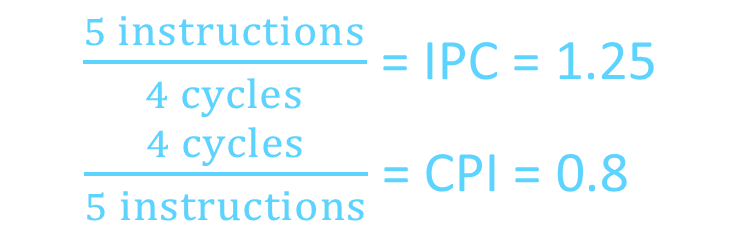 5 instructions
4 cycles
= IPC = 1.25
4 cycles
5 instructions
= CPI = 0.8